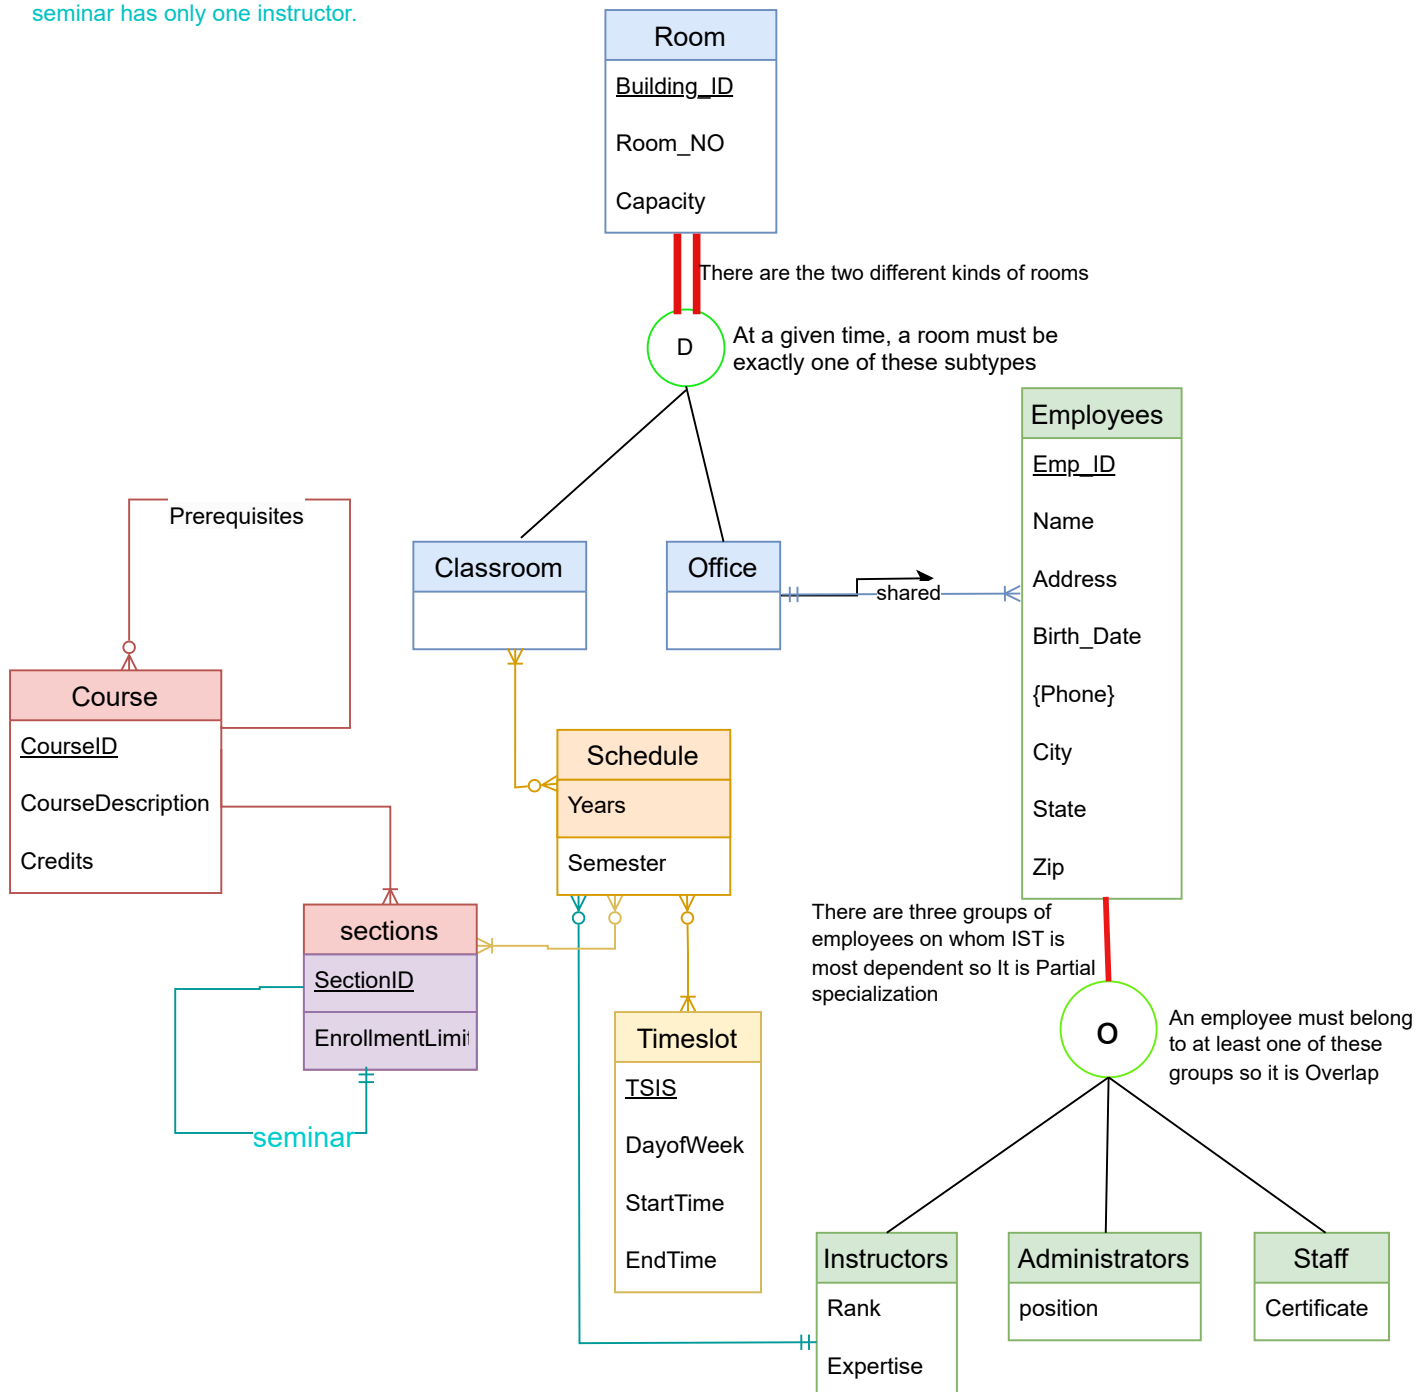 seminar has only one instructor.
Room
Building_ID
Room_NO
Capacity
There are the two different kinds of rooms
D
At a given time, a room must be
exactly one of these subtypes
Employees
Emp_ID
Name
Address
Birth_Date
{Phone}
City
State
Zip
Prerequisites
Classroom
Office
shared
Course
CourseID
CourseDescription
Credits
Schedule
Years
Semester
sections
SectionID
EnrollmentLimit
seminar
Timeslot
TSIS
DayofWeek
StartTime
EndTime
There are three groups of
employees on whom IST is
most dependent so It is Partial
specialization
O
An employee must belong
to at least one of these
groups so it is Overlap
Instructors
Rank
Expertise
Administrators
position
Staff
Certificate